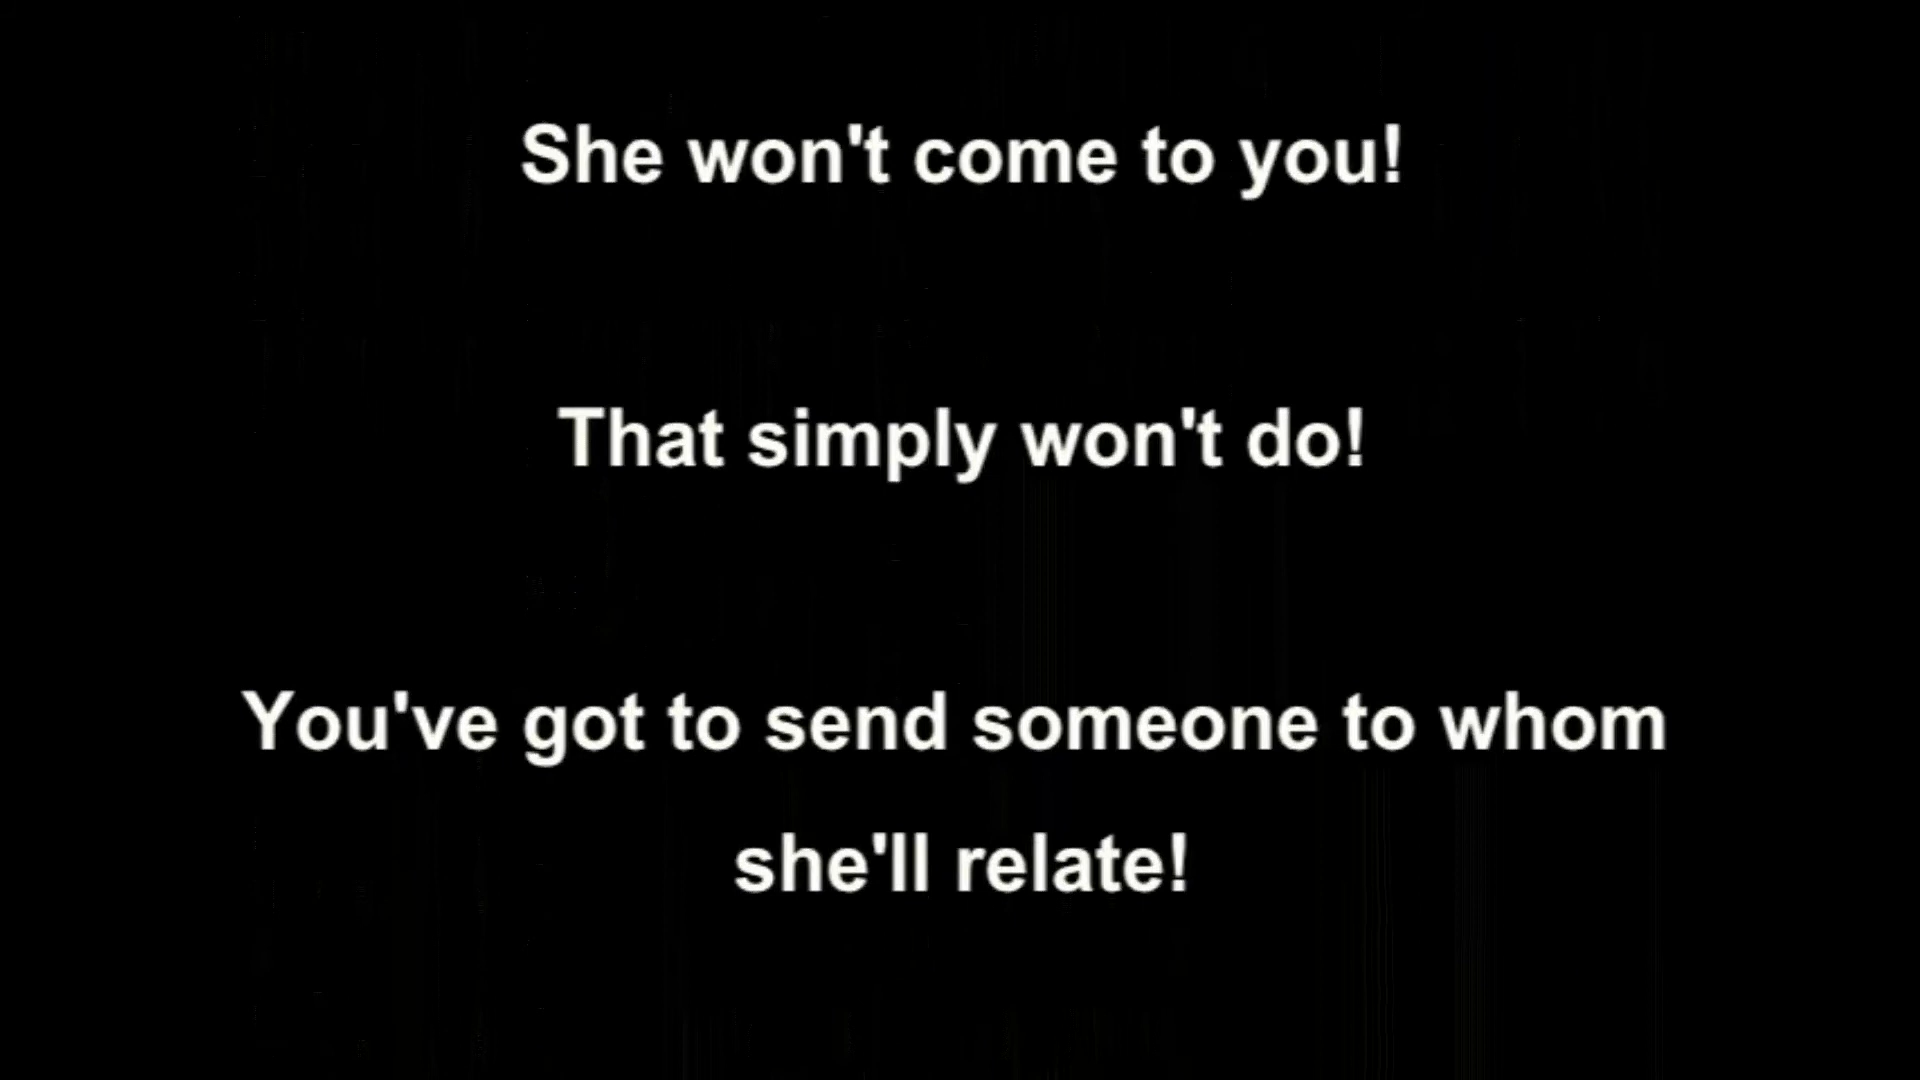 She won't come to you!
That simply won't do!
You've got to send someone to whom
she'll relate!